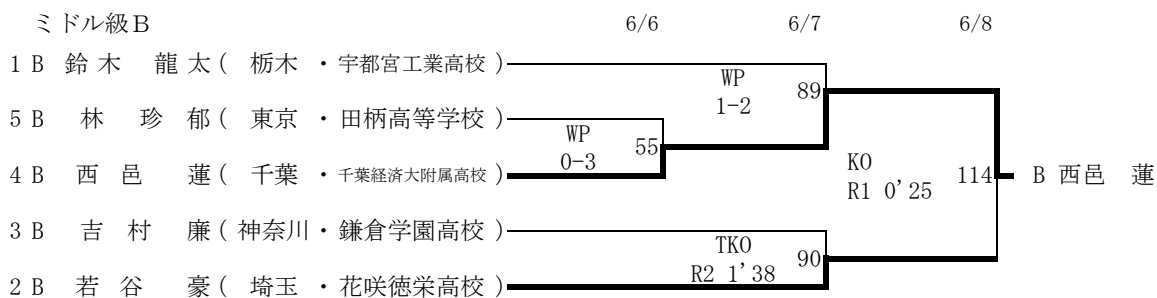 ミドル級B 6/6 6/7 6/8
1 B 鈴木 龍太( 栃木 ・宇都宮工業高校 )
WP
1-2
89
5 B 林 珍郁( 東京 ・田柄高等学校 )
WP
0-3
55
4 B 西邑 蓮( 千葉 ・千葉経済大附属高校 )
KO
R1 0'25
114
B 西邑 蓮
3 B 吉村 廉( 神奈川・鎌倉学園高校 )
TKO
R2 1'38
90
2 B 若谷 豪( 埼玉 ・花咲徳栄高校 )